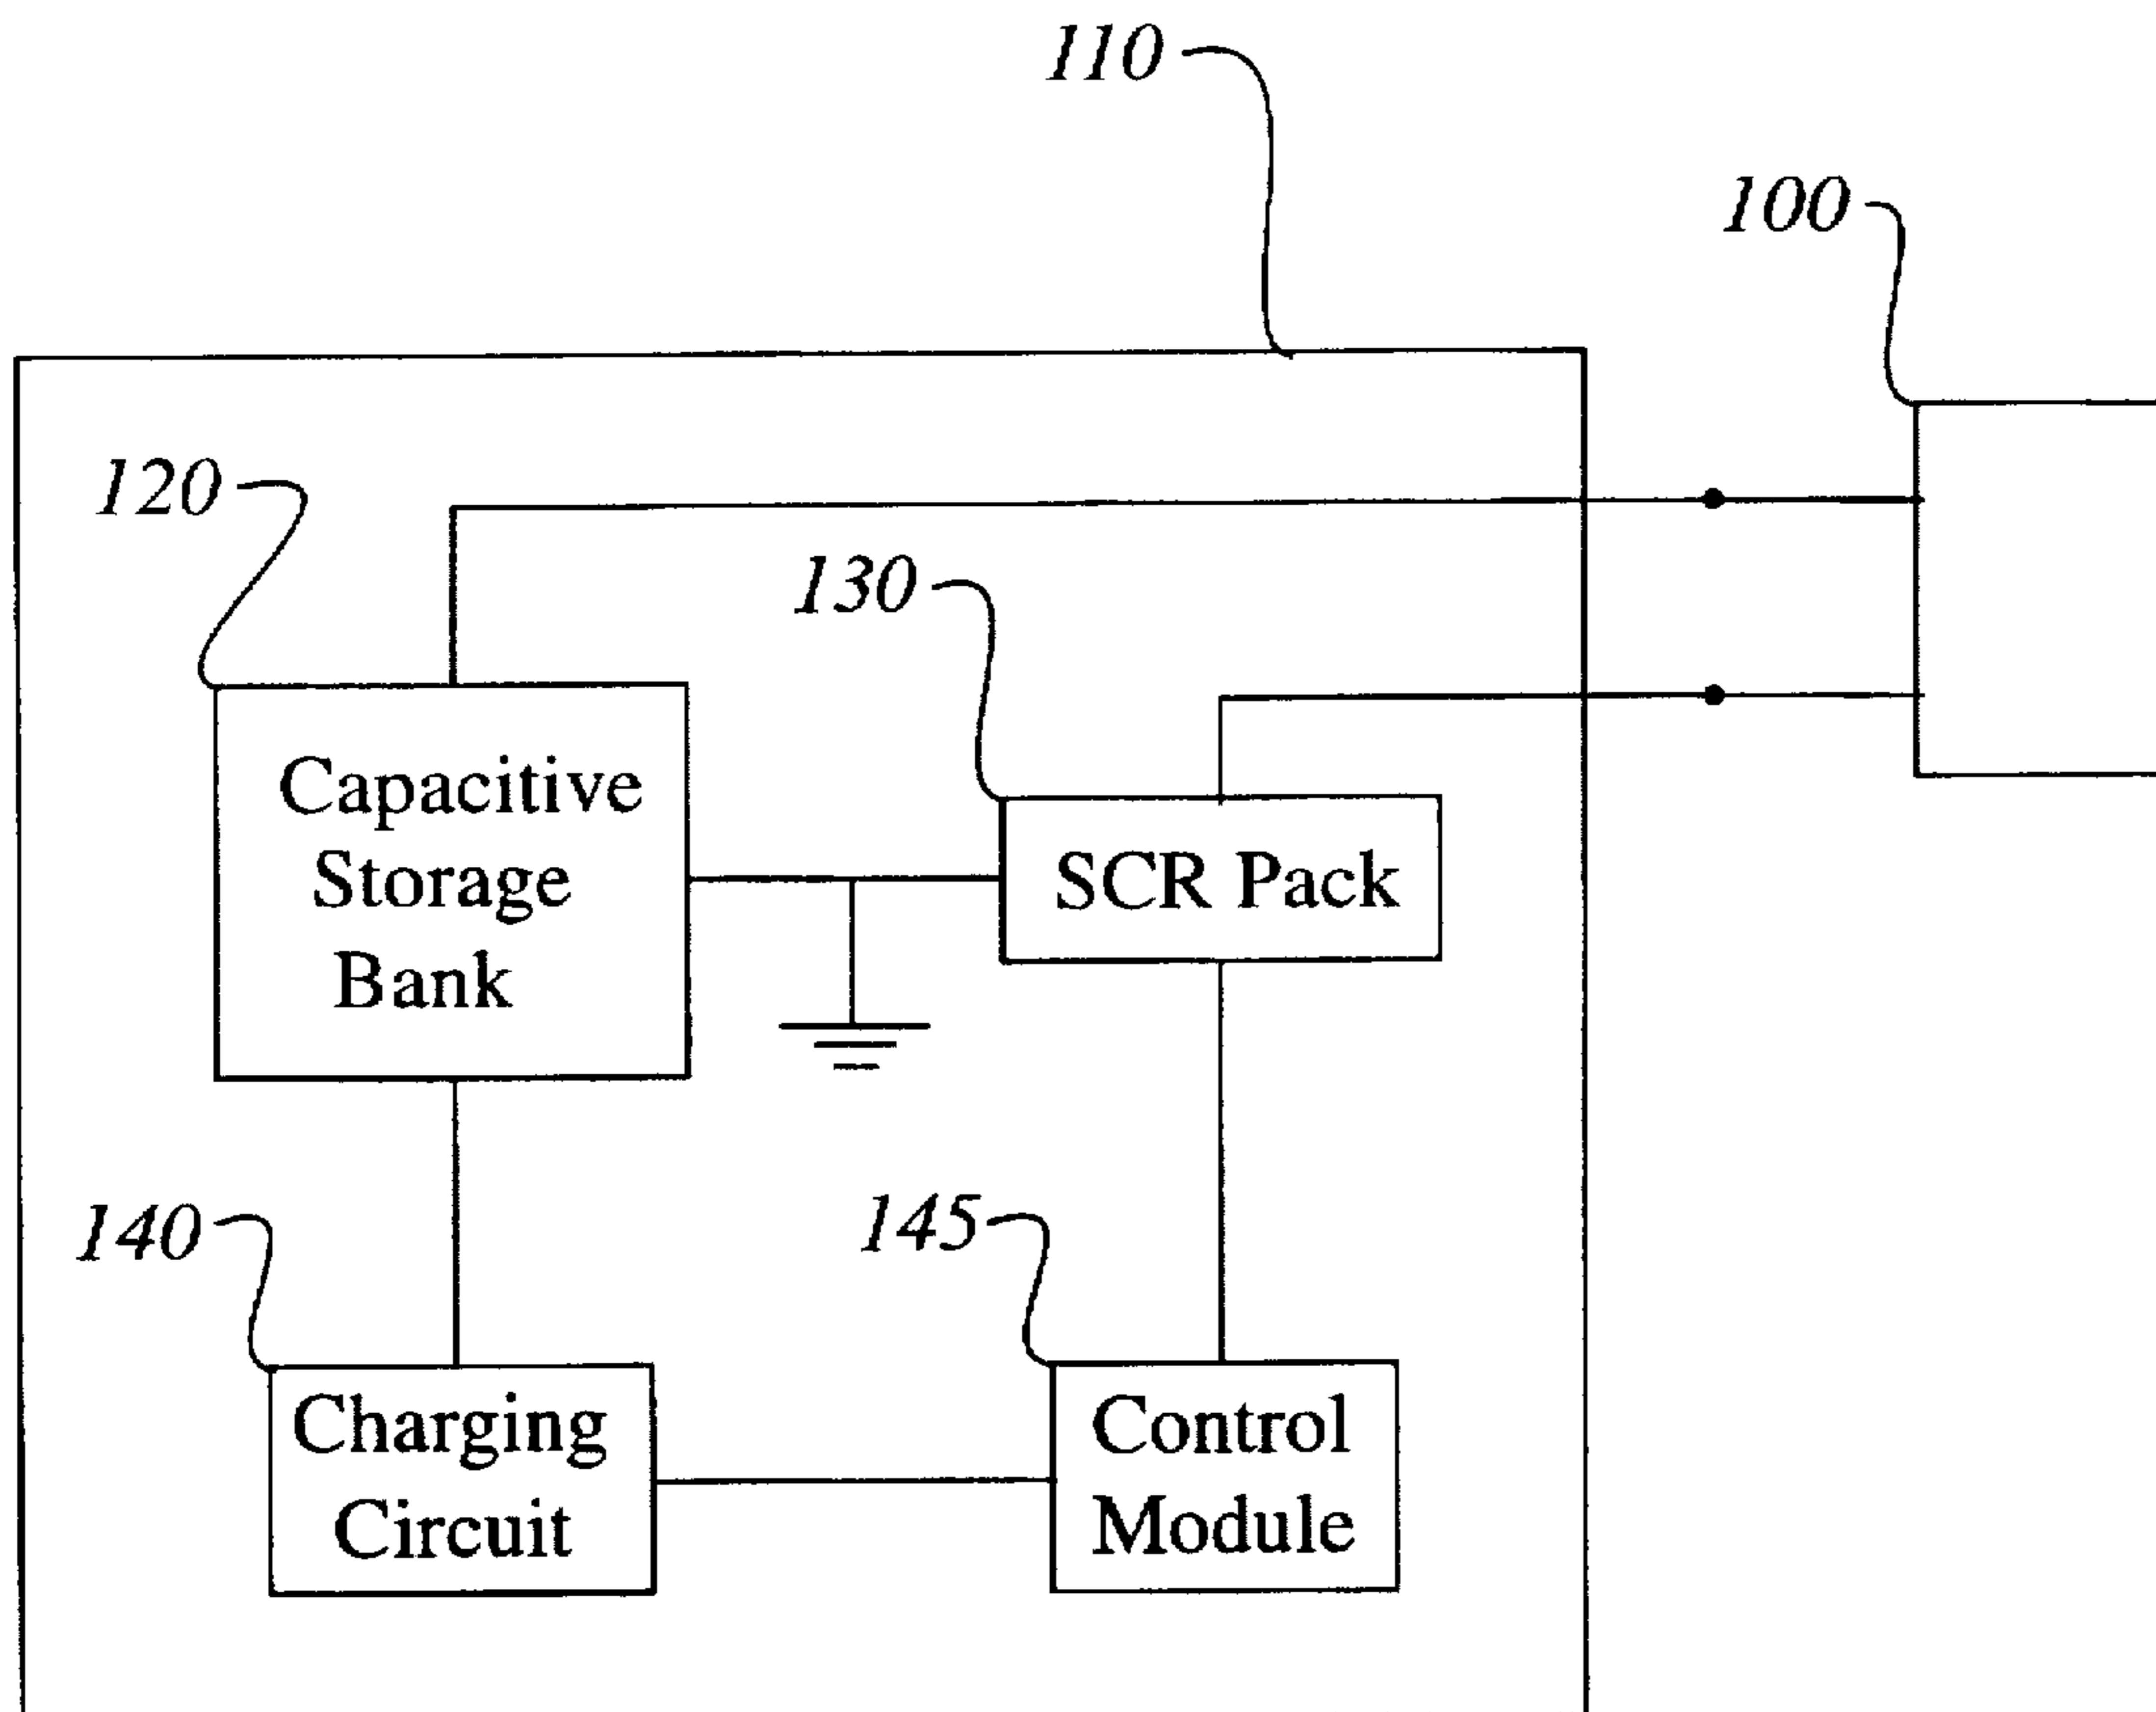 110
100
120
130
Capacitive
Storage
Bank
SCR Pack
140
145
Charging
Circuit
Control
Module